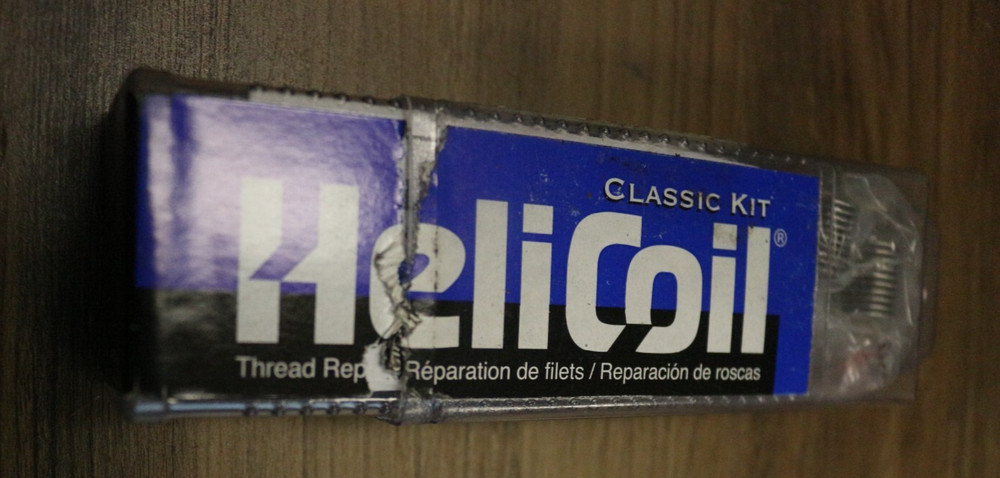 CLASSIC KIT
HeliCoil®
Thread Rep Réparation de filets / Reparación de roscas